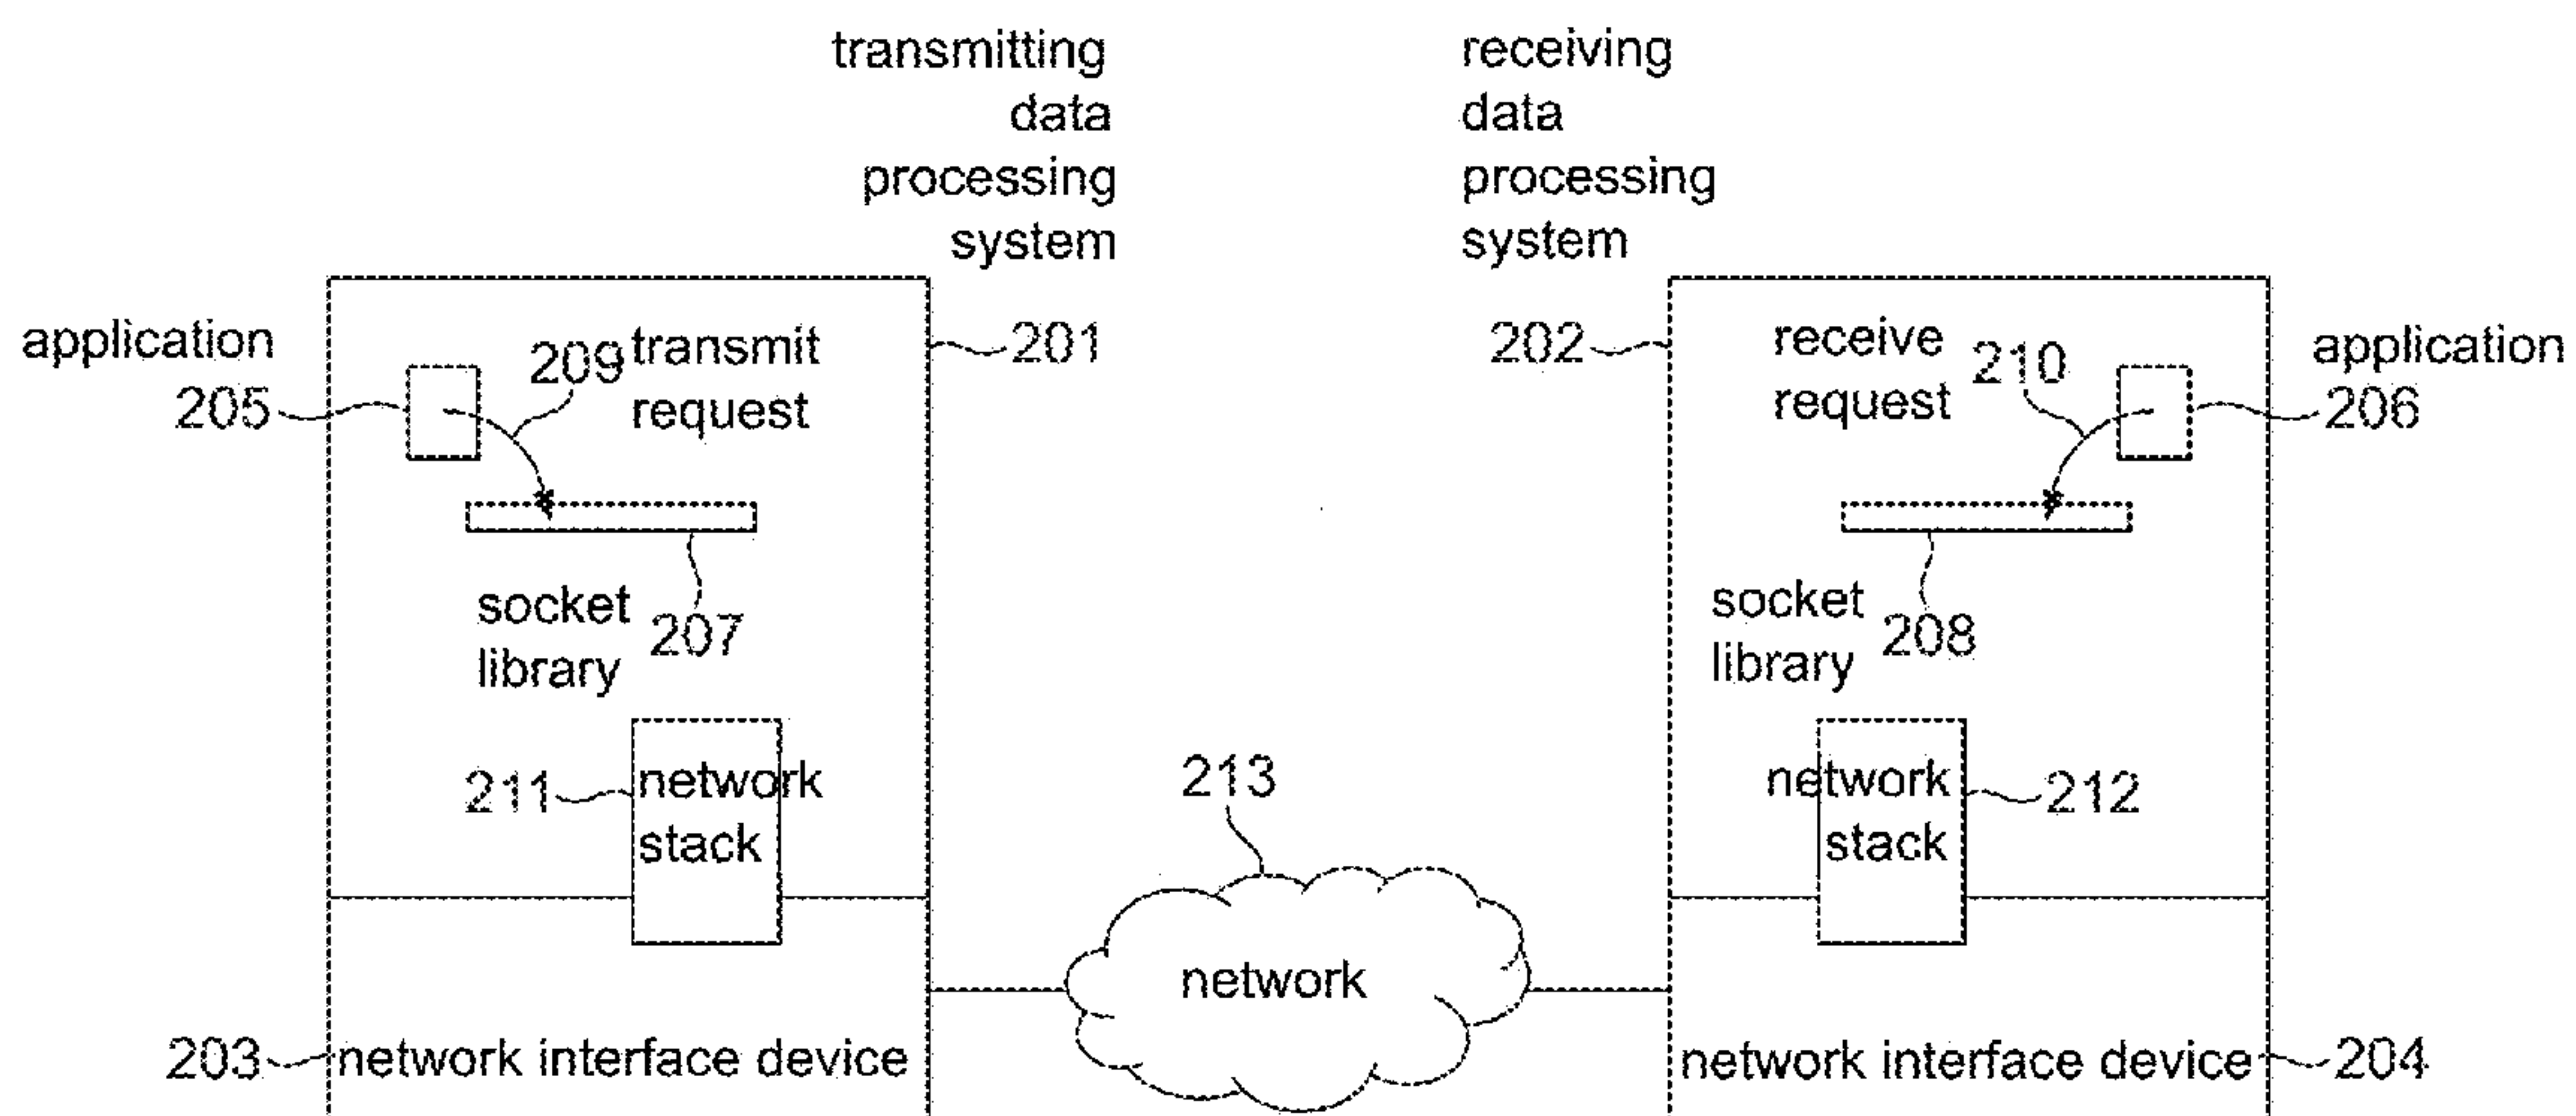 transmitting
data
processing
system
receiving
data
processing
system
application
205
209
transmit
request
201
202
receive
request
210
application
206
socket
library
207
socket
library
208
211
network
stack
213
network
stack
212
network
203
network interface device
network interface device
204